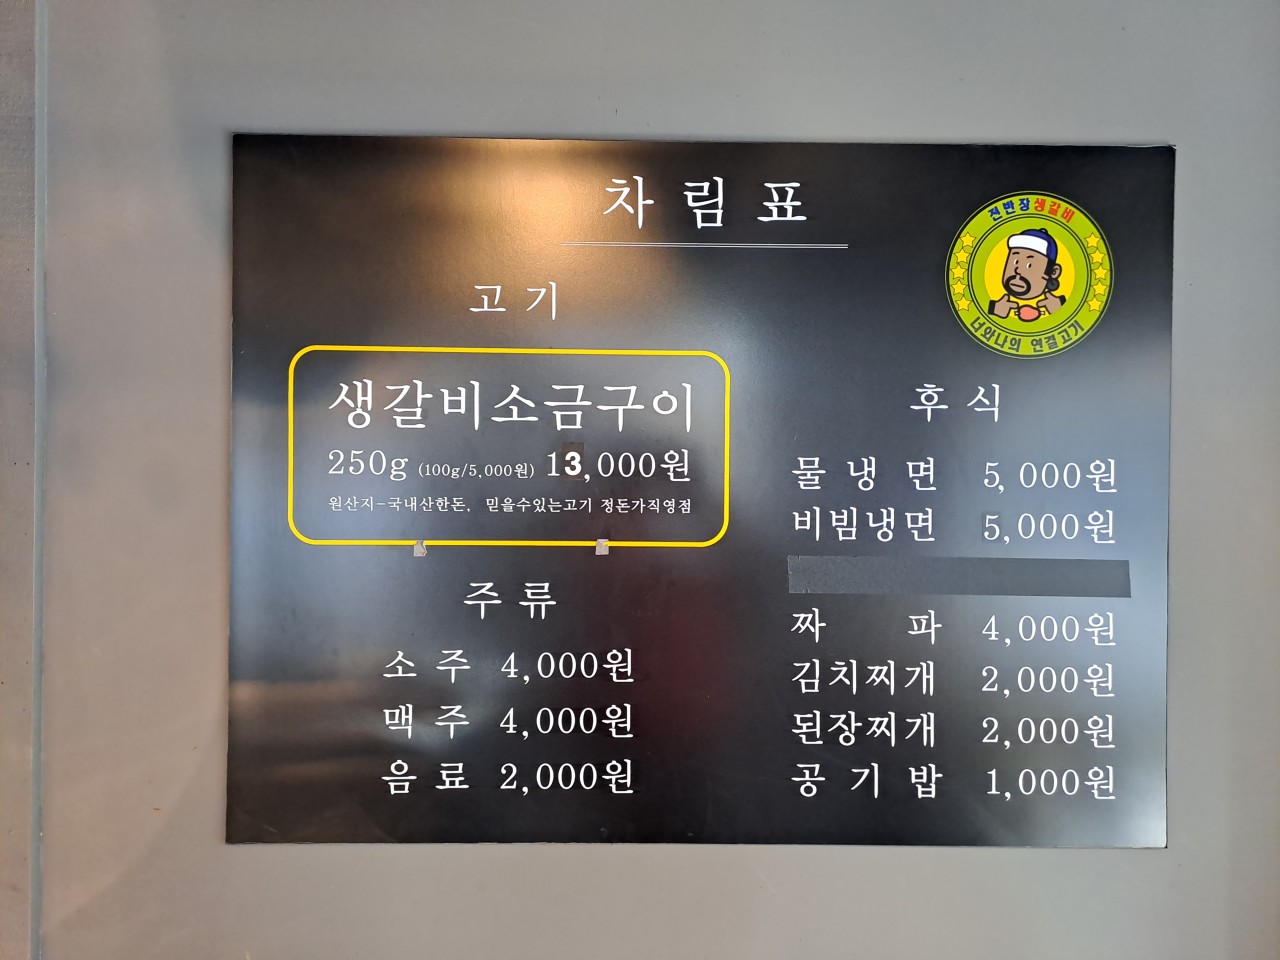 차림표
전반장생갈비
너와나의 연결고기
고기
생갈비소금구이
250g (100g/5,000원) 13,000원
원산지-국내산한돈, 믿을수있는고기 정돈가직영점
주류
소주 4,000원
맥주 4,000원
음료 2,000원
후식
물냉면 5,000원
비빔냉면 5,000원
짜파 4,000원
김치찌개 2,000원
된장찌개 2,000원
공기밥 1,000원